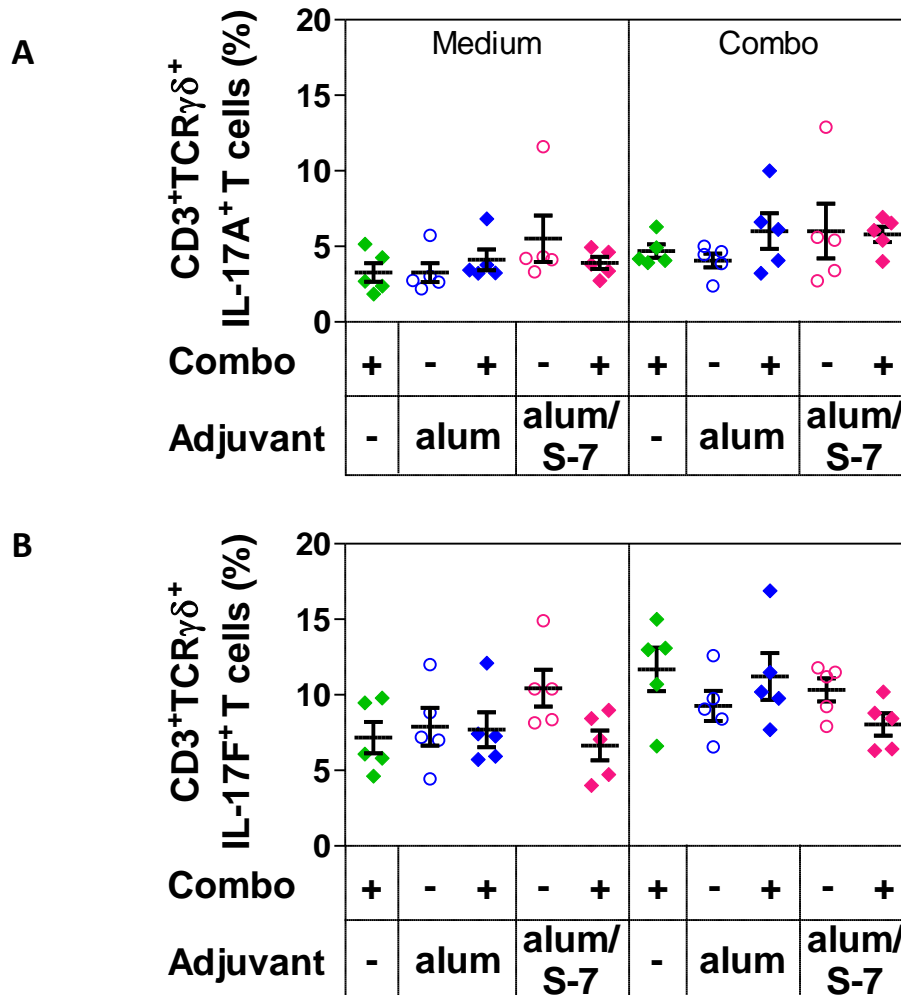 A
CD3⁺TCRγδ⁺
IL-17A⁺ T cells (%)
20
15
10
5
0
Medium
Combo
Combo + - + - + + - + - +
Adjuvant - alum alum/ - alum alum/
S-7 S-7
B
CD3⁺TCRγδ⁺
IL-17F⁺ T cells (%)
20
15
10
5
0
Combo + - + - + + - + - +
Adjuvant - alum alum/ - alum alum/
S-7 S-7